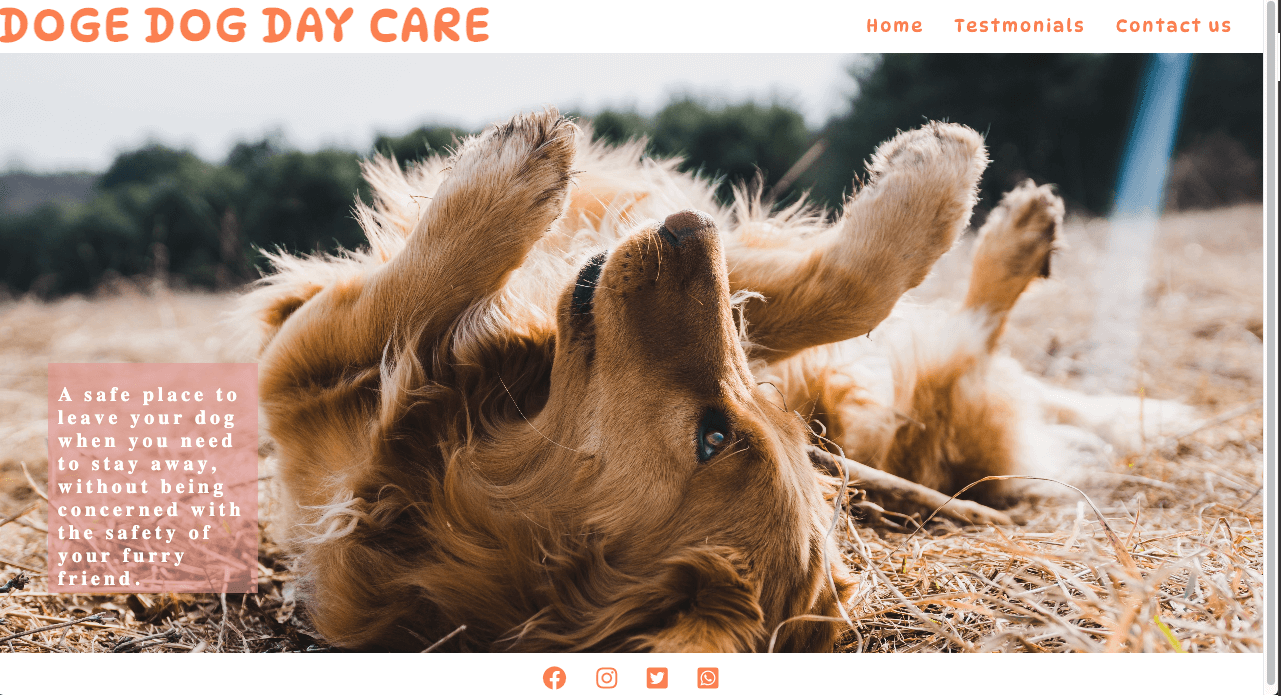 DOGE DOG DAY CARE
Home Testmonials Contact us
A safe place to
leave your dog
when you need
to stay away,
without being
concerned with
the safety of
your furry
friend.